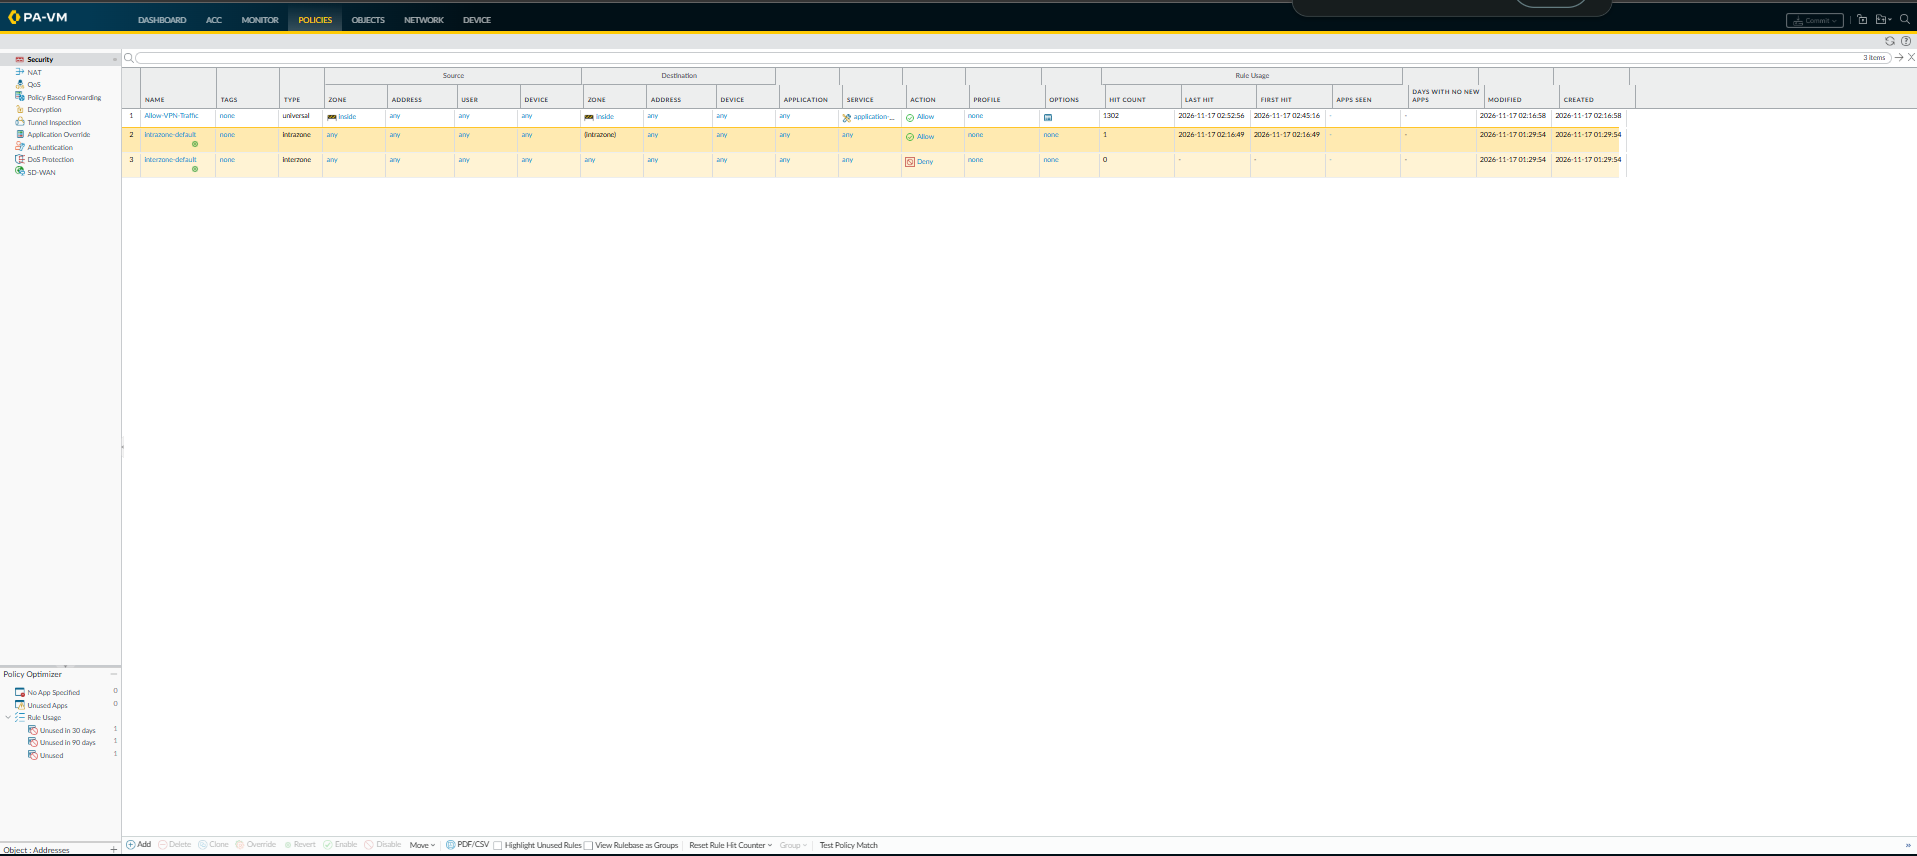 PA-VM
DASHBOARD ACC MONITOR POLICIES OBJECTS NETWORK DEVICE
Commit
3 items
Security
NAT
QoS
Policy Based Forwarding
Decryption
Tunnel Inspection
Application Override
Authentication
DoS Protection
SD-WAN
Source Destination Rule Usage
NAME TAGS TYPE ZONE ADDRESS USER DEVICE ZONE ADDRESS DEVICE APPLICATION SERVICE ACTION PROFILE OPTIONS HIT COUNT LAST HIT FIRST HIT APPS SEEN DAYS WITH NO NEW APPS MODIFIED CREATED
1 Allow-VPN-Traffic none universal inside any any any inside any any any application-... Allow none 1302 2026-11-17 02:52:56 2026-11-17 02:45:16 - - 2026-11-17 02:16:58 2026-11-17 02:16:58
2 intrazone-default none intrazone any any any any (intrazone) any any any any Allow none none 1 2026-11-17 02:16:49 2026-11-17 02:16:49 - - 2026-11-17 01:29:54 2026-11-17 01:29:54
3 interzone-default none interzone any any any any any any any any any Deny none none 0 - - - - 2026-11-17 01:29:54 2026-11-17 01:29:54
Policy Optimizer
No App Specified 0
Unused Apps 0
Rule Usage
Unused in 30 days 1
Unused in 90 days 1
Unused 1
Object : Addresses +
Add Delete Clone Override Revert Enable Disable Move PDF/CSV Highlight Unused Rules View Rulebase as Groups Reset Rule Hit Counter Group Test Policy Match